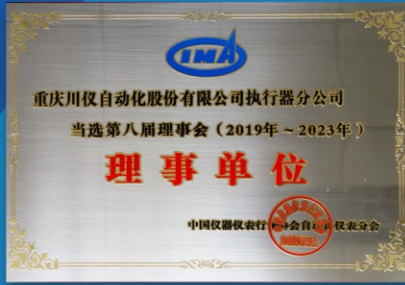 IMA
重庆川仪自动化股份有限公司执行器分公司
当选第八届理事会（2019年～2023年）
理事单位
中国仪器仪表行 会自动 仪表分会